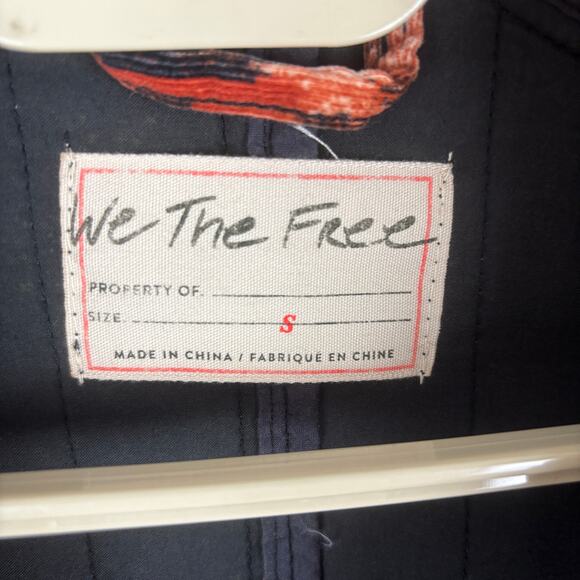 We The Free
PROPERTY OF.
SIZE. S
MADE IN CHINA / FABRIQUÉ EN CHINE